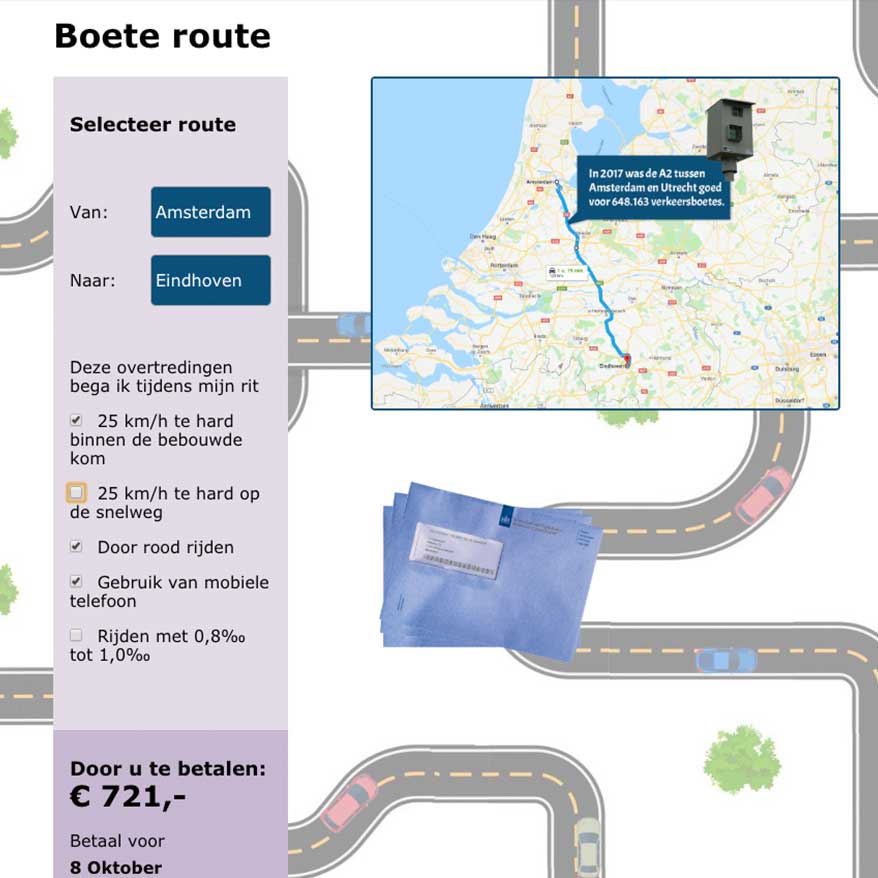 Boete route
Selecteer route
Van:
Amsterdam
Naar:
Eindhoven
Deze overtredingen
bega ik tijdens mijn rit
25 km/h te hard
binnen de bebouwde
kom
25 km/h te hard op
de snelweg
Door rood rijden
Gebruik van mobiele
telefoon
Rijden met 0,8‰
tot 1,0‰
Door u te betalen:
€ 721,-
Betaal voor
8 Oktober
In 2017 was de A2 tussen
Amsterdam en Utrecht goed
voor 648.163 verkeersboetes.
Amsterdam
Den Haag
Rotterdam
1 u. 19 min.
Eindhoven
Antwerpen
Duisburg
Essen
Düsseldorf